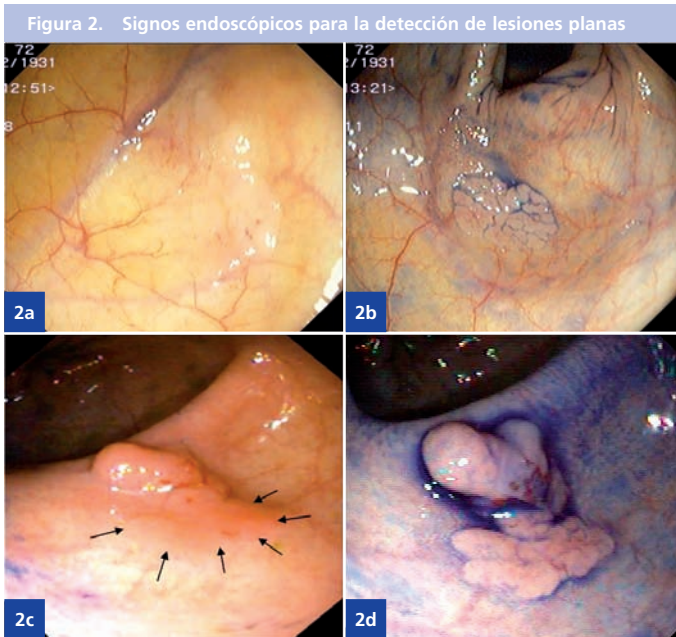 Figura 2. Signos endoscópicos para la detección de lesiones planas
72
2/1931
12:51>
8
2a
72
2/1931
13:21>
11
2b
2c
2d